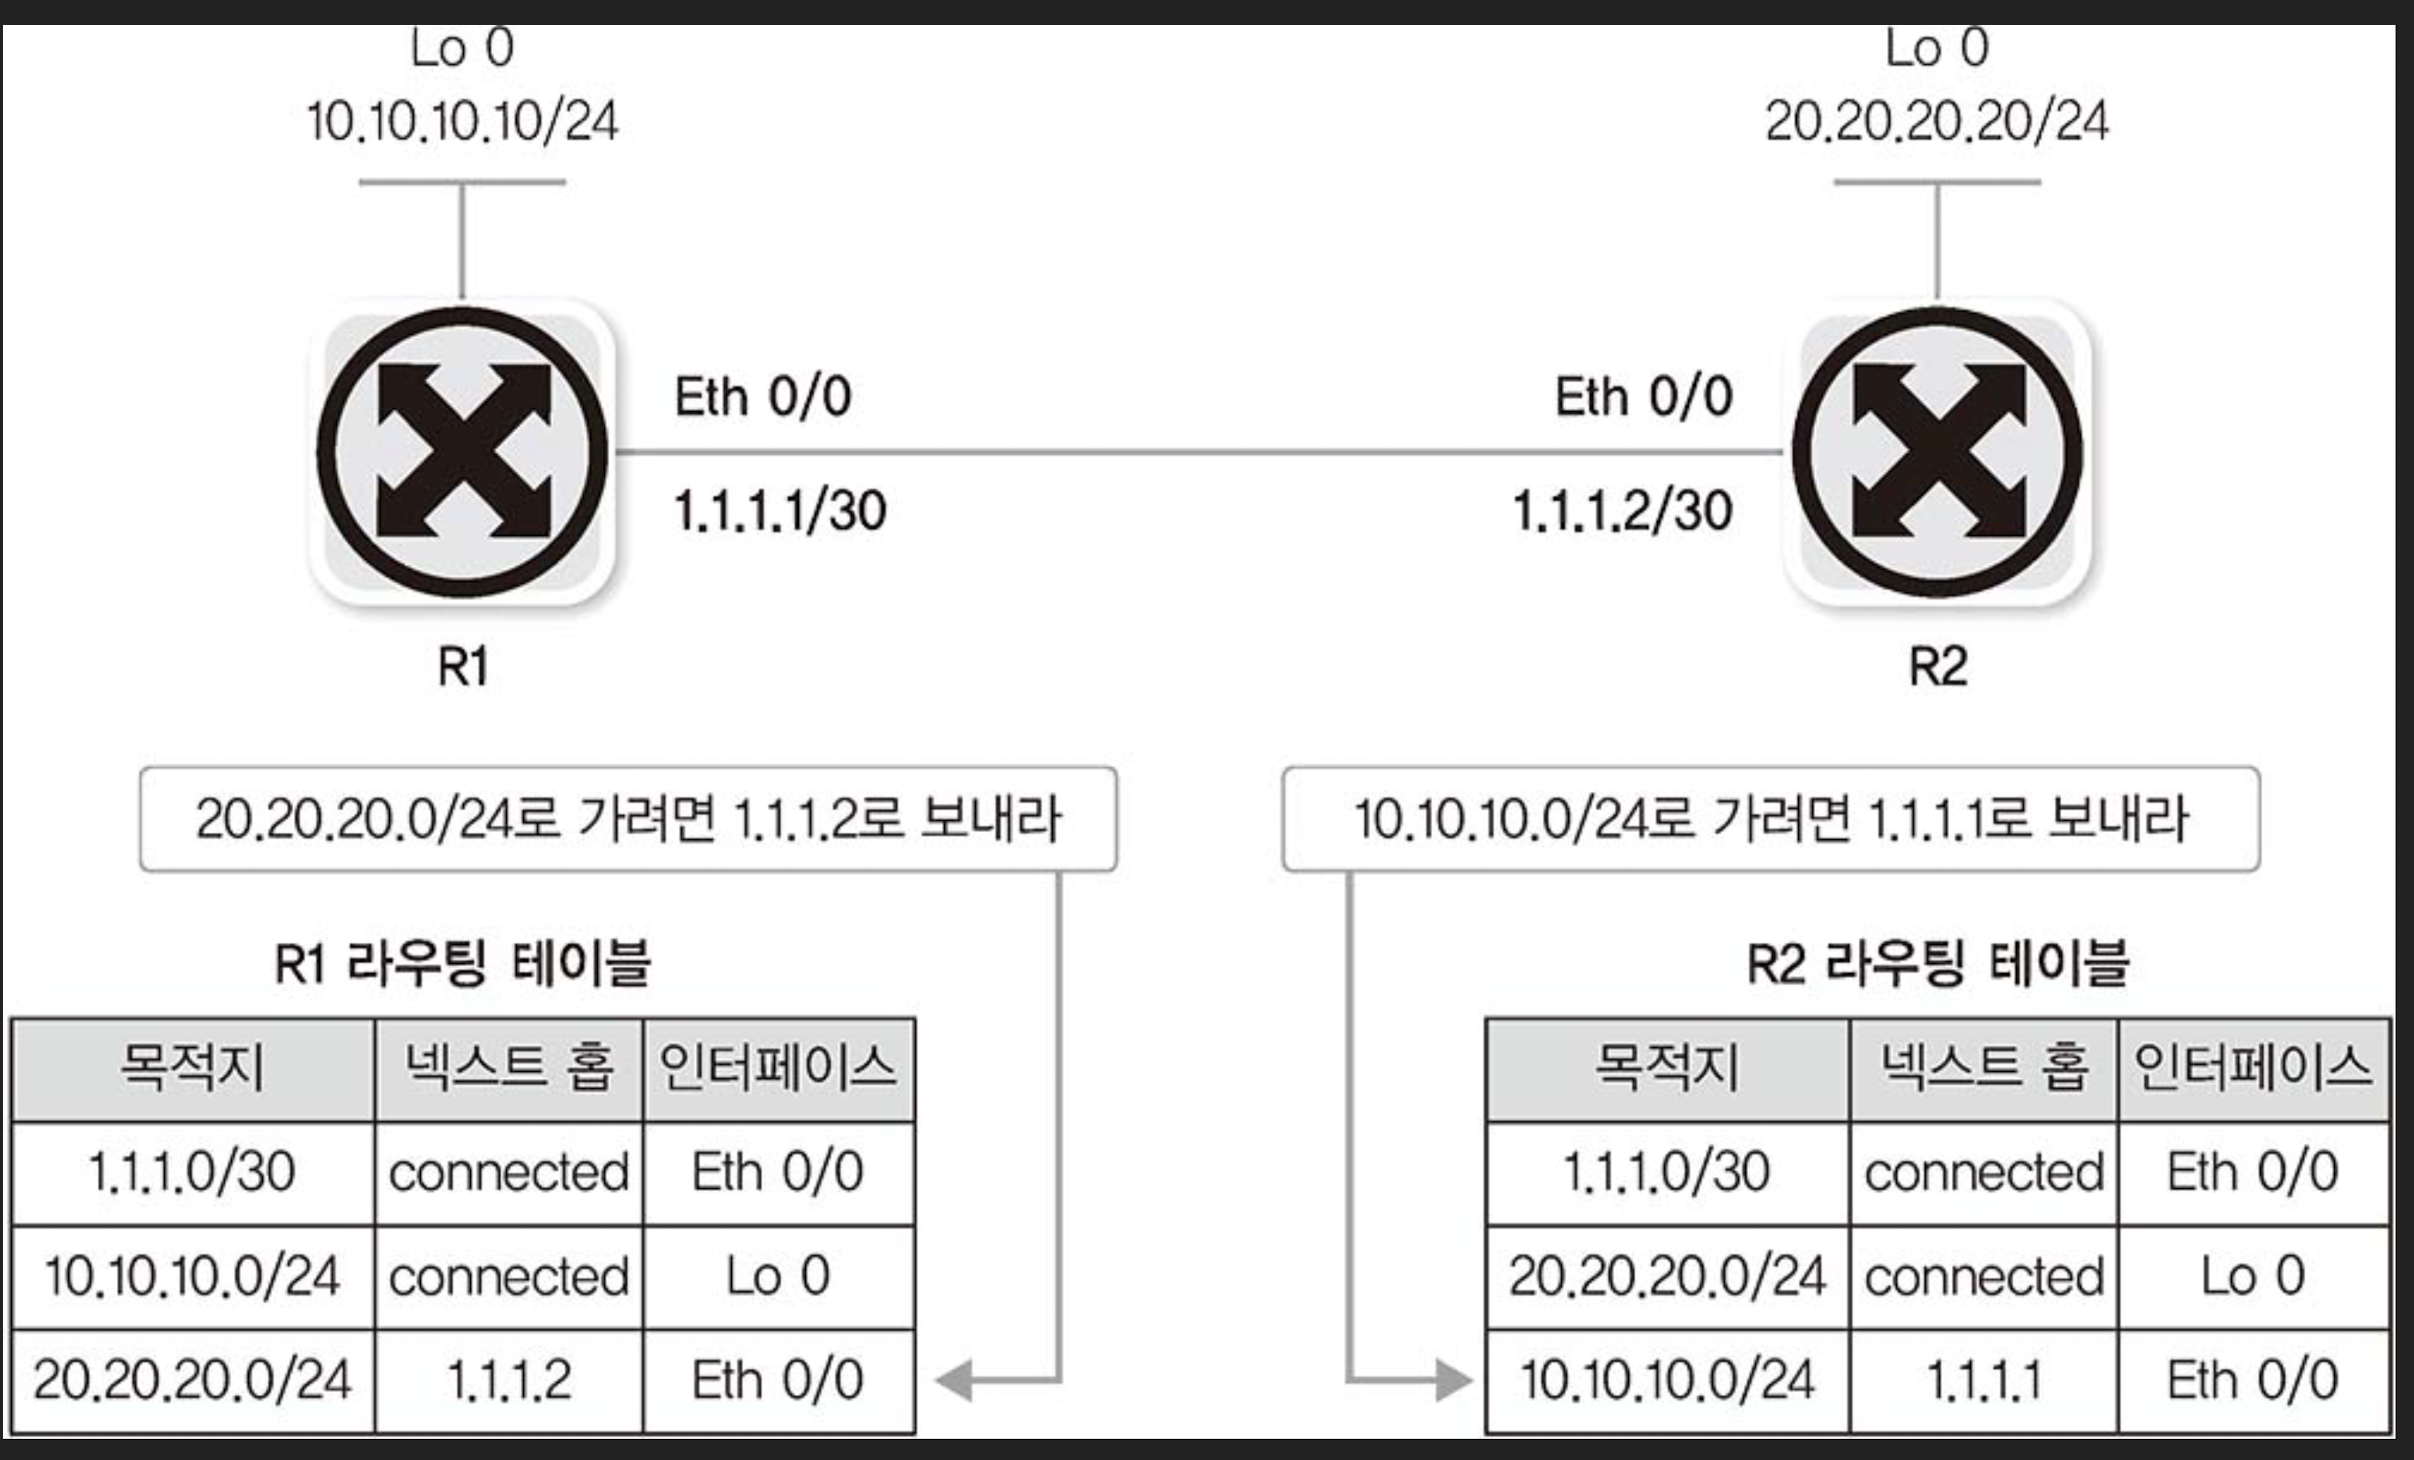 Lo 0
10.10.10.10/24
Lo 0
20.20.20.20/24
Eth 0/0
1.1.1.1/30
Eth 0/0
1.1.1.2/30
R1
R2
20.20.20.0/24로 가려면 1.1.1.2로 보내라
10.10.10.0/24로 가려면 1.1.1.1로 보내라
R1 라우팅 테이블
목적지 넥스트 홉 인터페이스
1.1.1.0/30 connected Eth 0/0
10.10.10.0/24 connected Lo 0
20.20.20.0/24 1.1.1.2 Eth 0/0
R2 라우팅 테이블
목적지 넥스트 홉 인터페이스
1.1.1.0/30 connected Eth 0/0
20.20.20.0/24 connected Lo 0
10.10.10.0/24 1.1.1.1 Eth 0/0